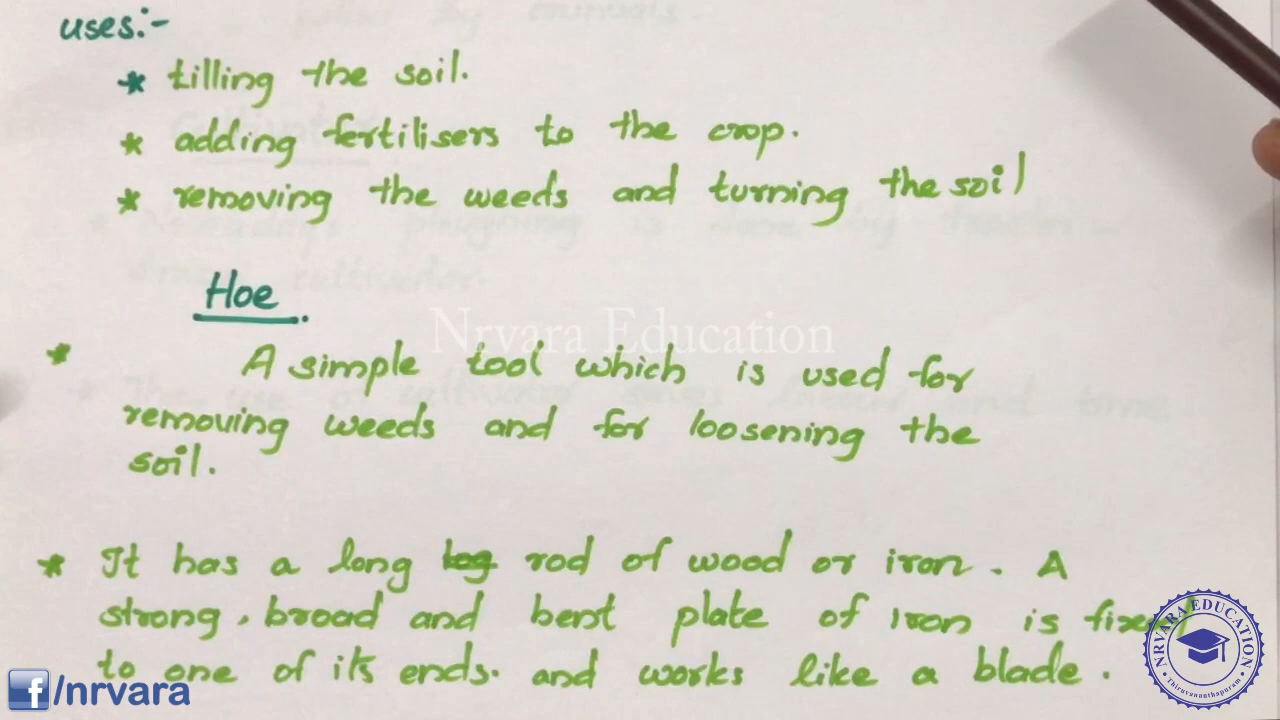 uses:-
* tilling the soil.
* adding fertilisers to the crop.
* removing the weeds and turning the soil
Hoe
Nrvara Education
* A simple tool which is used for
removing weeds and for loosening the
soil.
* It has a long rod of wood or iron. A
strong, broad and bent plate of iron is fixed
to one of its ends. and works like a blade.
NRVARA EDUCATION
Thiruvananthapuram
f/nrvara